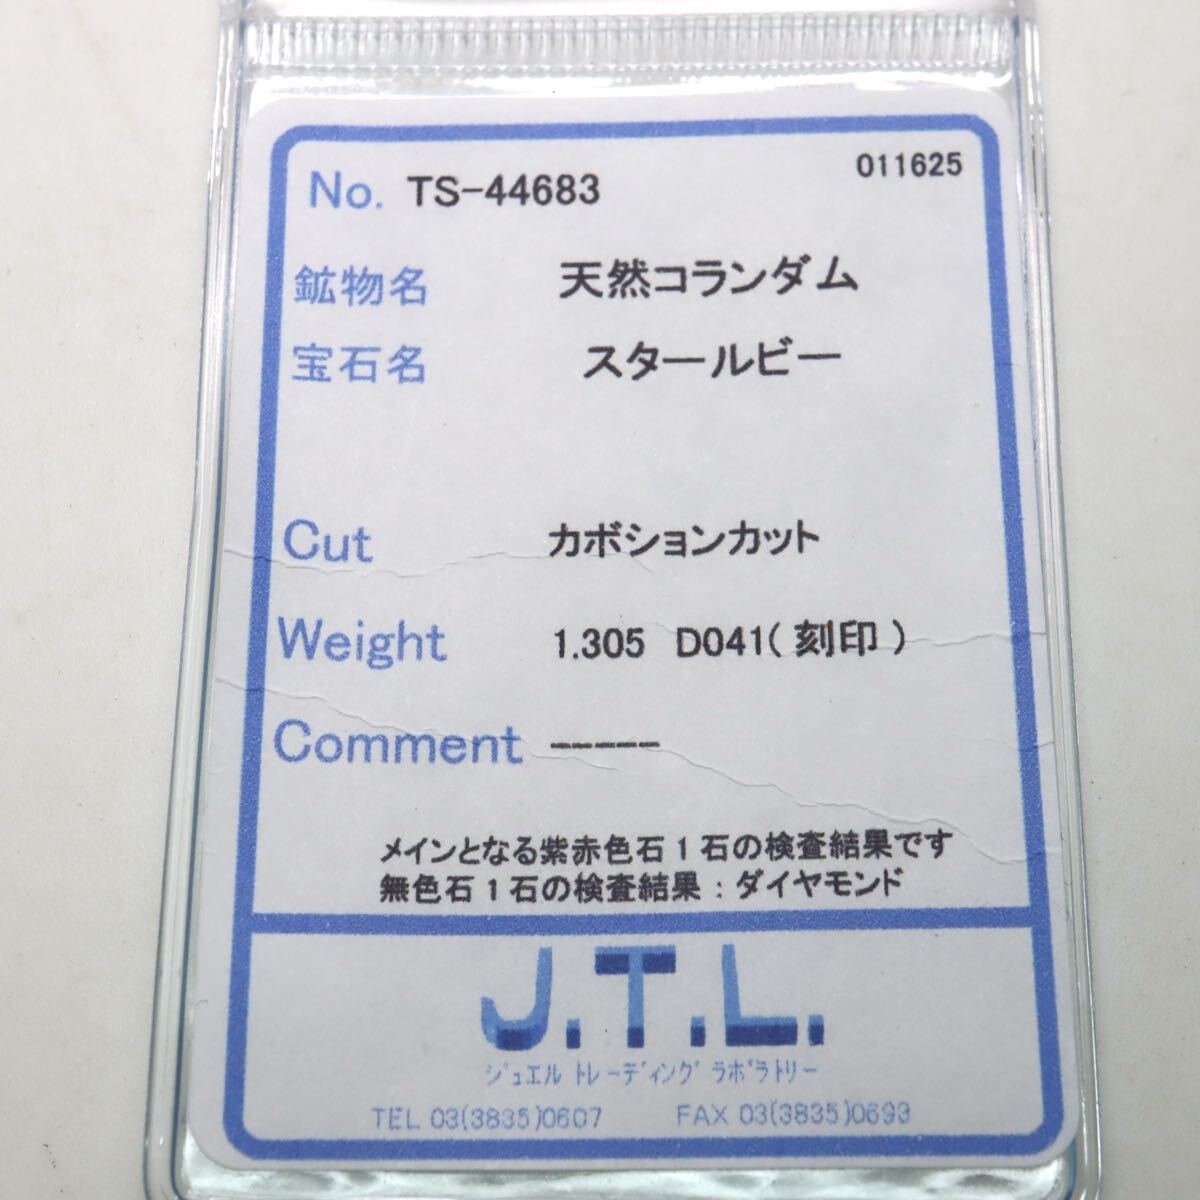 No. TS-44683 011625
鉱物名 天然コランダム
宝石名 スタールビー
Cut カボションカット
Weight 1.305 D041(刻印)
Comment -----
メインとなる紫赤色石1石の検査結果です
無色石1石の検査結果:ダイヤモンド
J.T.L.
ジュエル トレーディング ラボラトリー
TEL 03(3835)0607 FAX 03(3835)0693